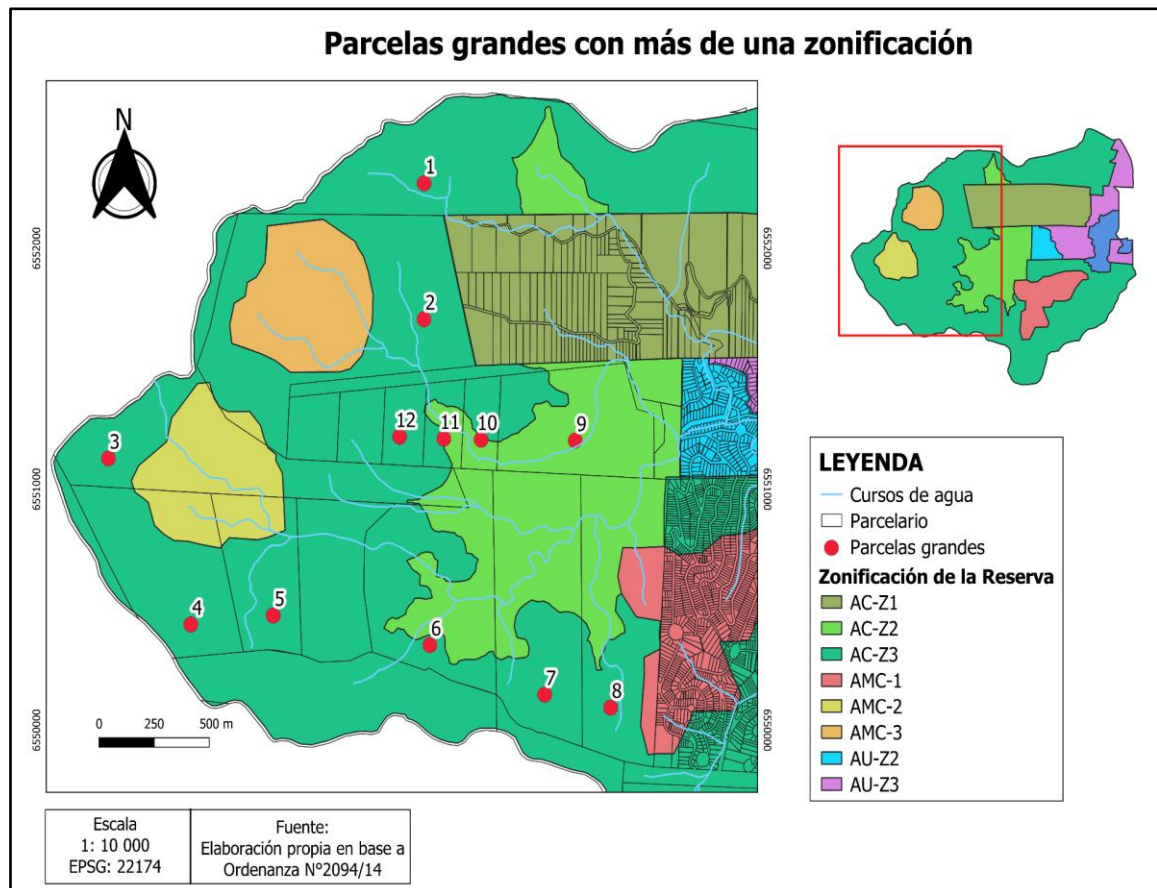 Parcelas grandes con más de una zonificación
N
1
2
3
4
5
6
7
8
9
10
11
12
6552000
6551000
6550000
6552000
6551000
6550000
0 250 500 m
LEYENDA
Cursos de agua
Parcelario
Parcelas grandes
Zonificación de la Reserva
AC-Z1
AC-Z2
AC-Z3
AMC-1
AMC-2
AMC-3
AU-Z2
AU-Z3
Escala
1: 10 000
EPSG: 22174
Fuente:
Elaboración propia en base a
Ordenanza N°2094/14